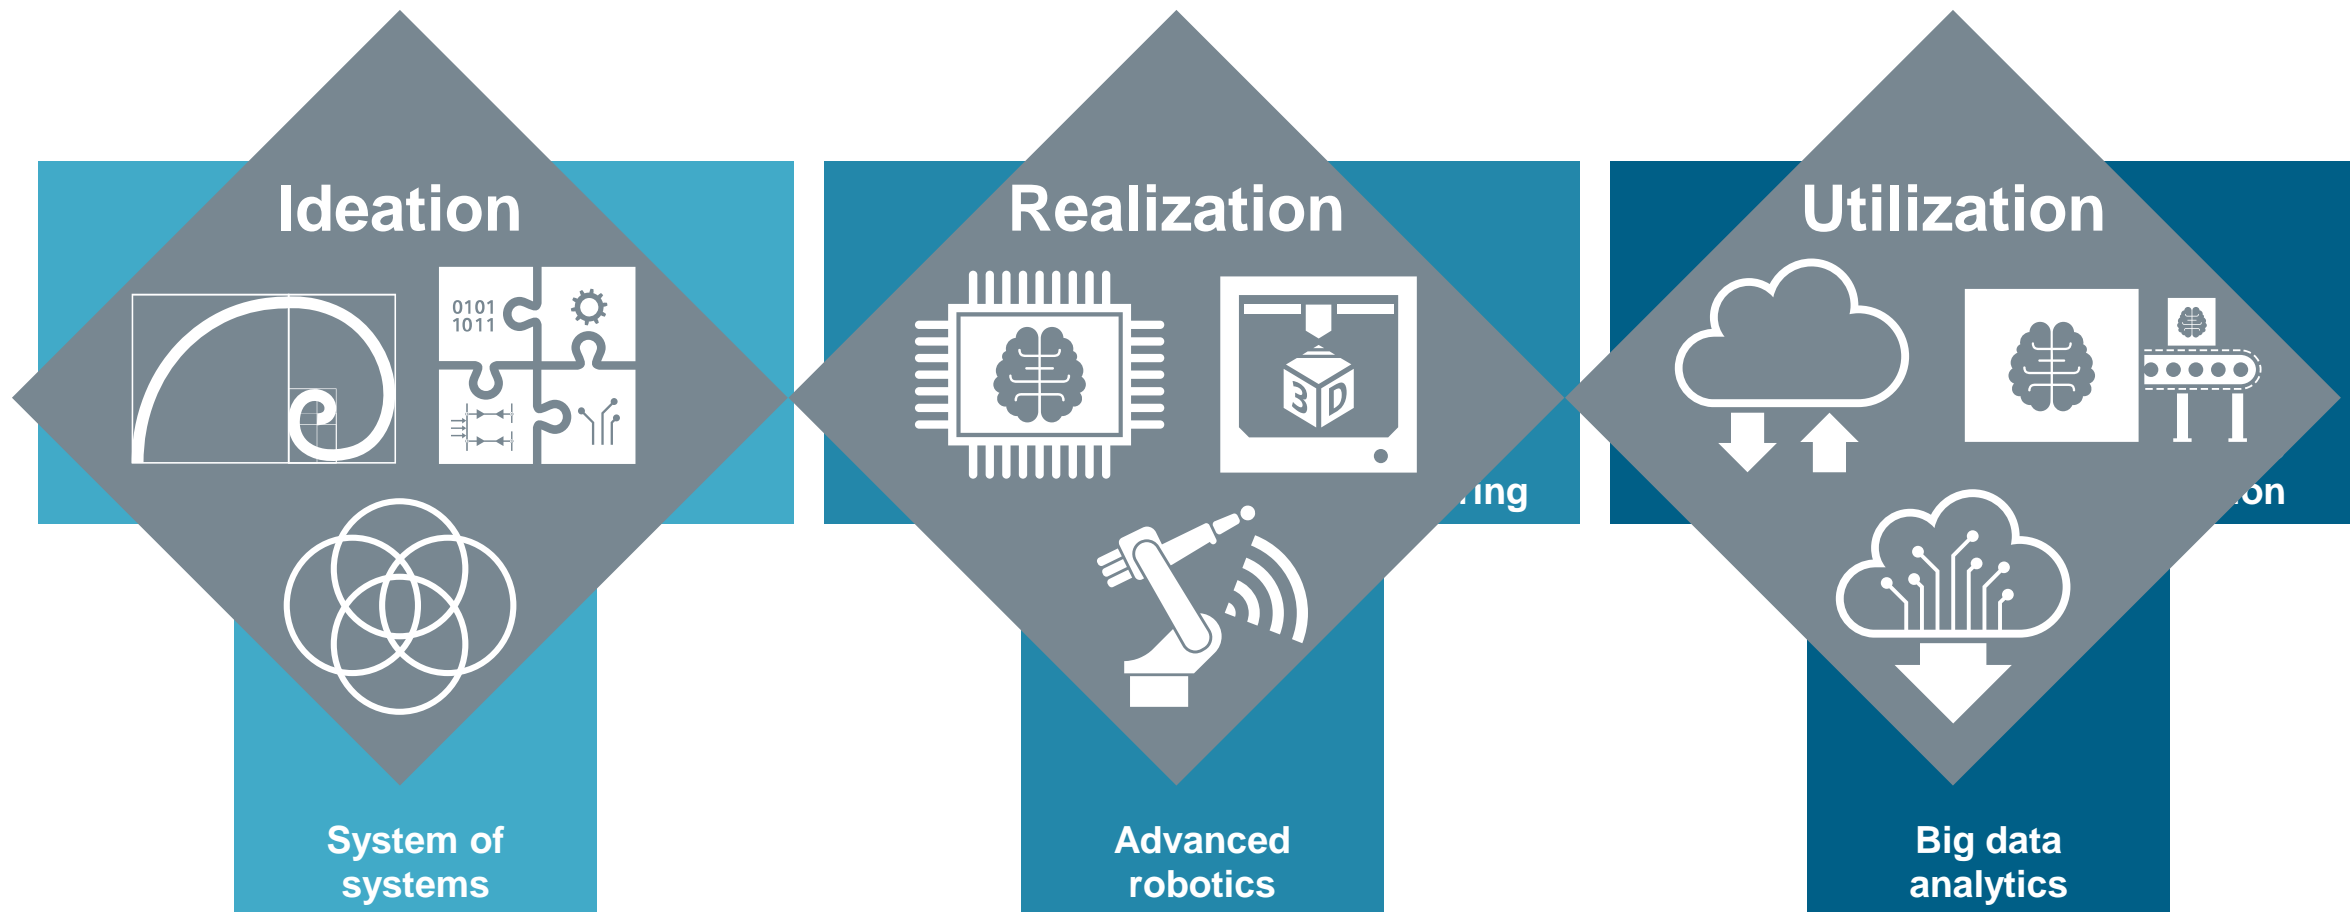 Ideation
Realization
Utilization
0101
1011
3D
System of
systems
Advanced
robotics
Big data
analytics